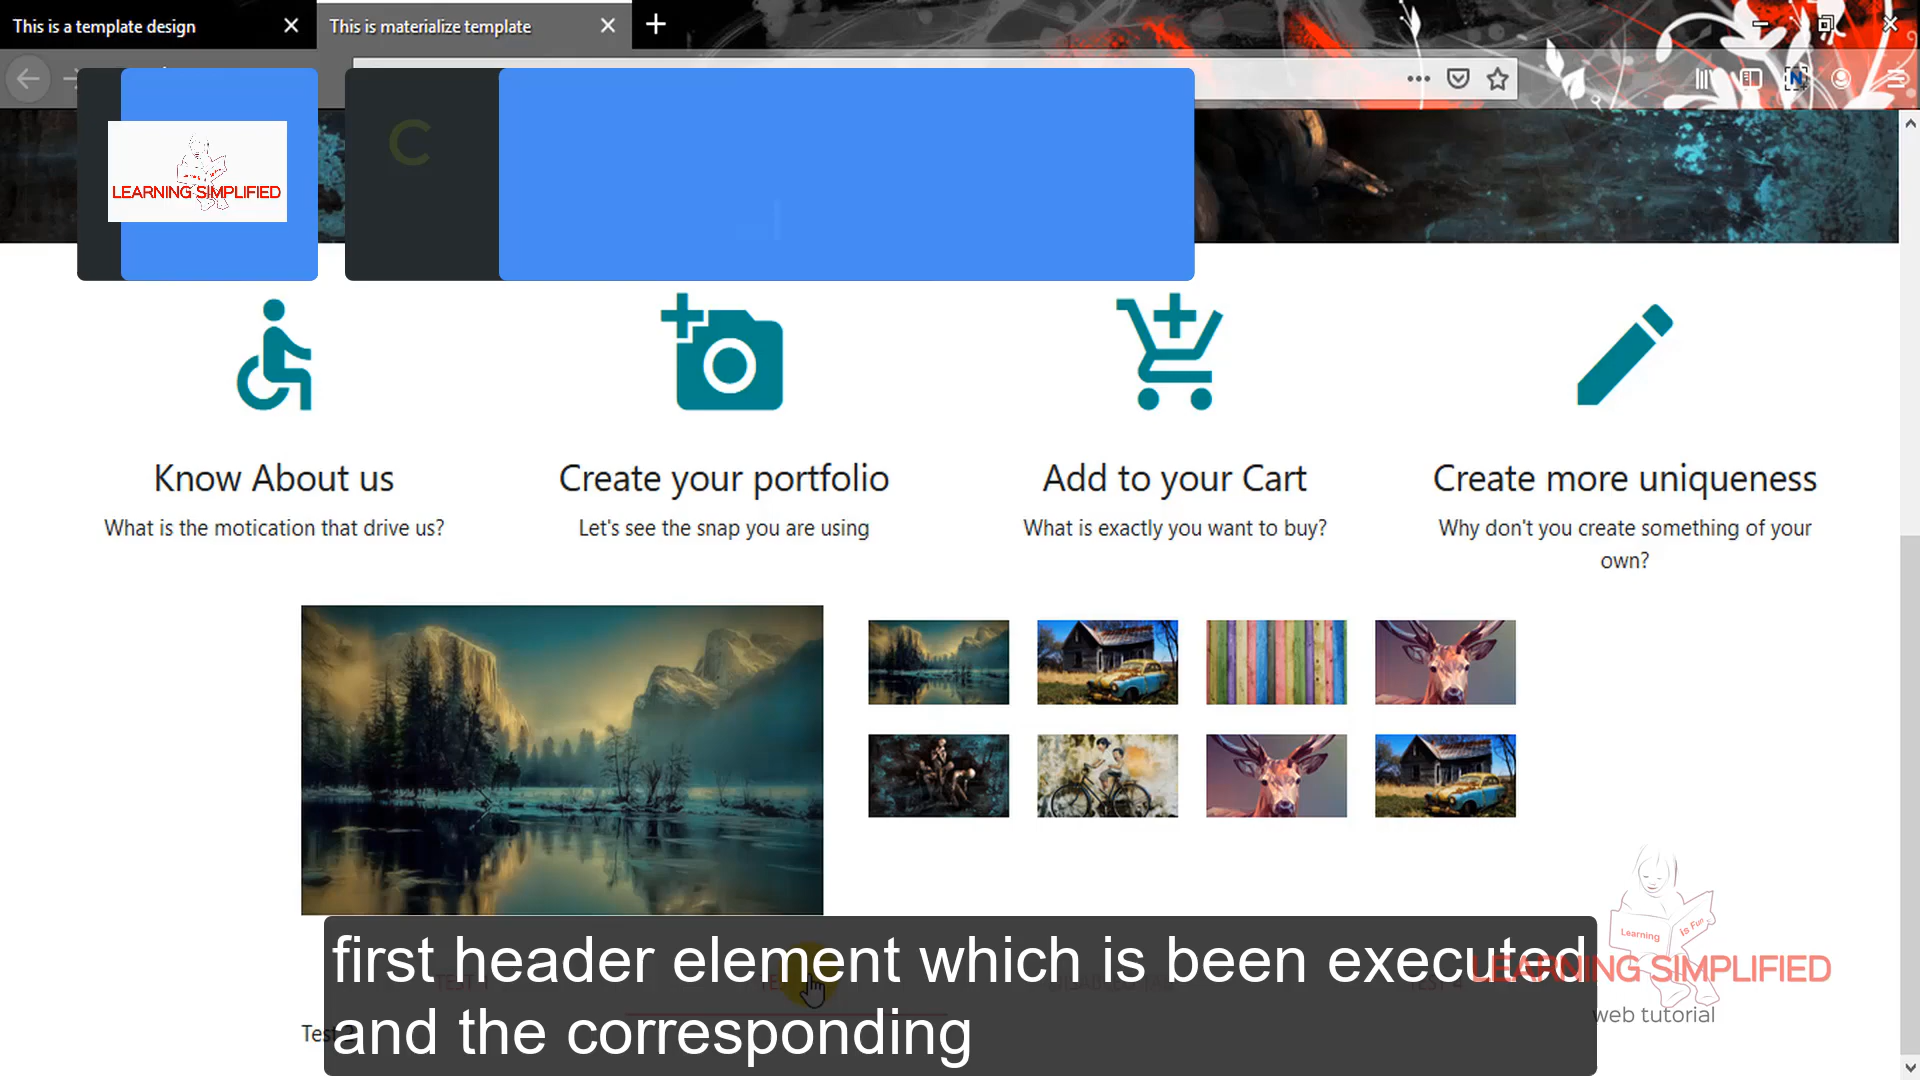 This is a template design
This is materialize template
LEARNING SIMPLIFIED
Know About us
Create your portfolio
Add to your Cart
Create more uniqueness
What is the motication that drive us?
Let's see the snap you are using
What is exactly you want to buy?
Why don't you create something of your
own?
Learning
is Fun
first header element which is been executed
and the corresponding
LEARNING SIMPLIFIED
web tutorial
TEST 1
Test